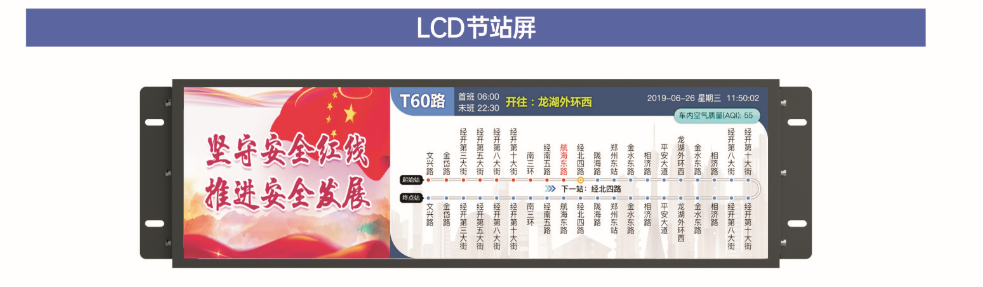 LCD节站屏
坚守安全红线
推进安全发展
T60路
首班 06:00
末班 22:30
开往：龙湖外环西
2019-06-26 星期三 11:50:02
车内空气质量(AQI): 55
文兴路
金岱路
经开第三大街
经开第五大街
经开第八大街
经开第十大街
南三环
经南五路
航海东路
经北四路
陇海路
郑州东站
金水东路
相济路
平安大道
龙湖外环西
金水东路
相济路
经开第八大街
经开第十大街
起始站
下一站：经北四路
终点站
文兴路
金岱路
经开第三大街
经开第五大街
经开第八大街
经开第十大街
南三环
经南五路
航海东路
经北四路
陇海路
郑州东站
金水东路
相济路
平安大道
龙湖外环西
金水东路
相济路
经开第八大街
经开第十大街